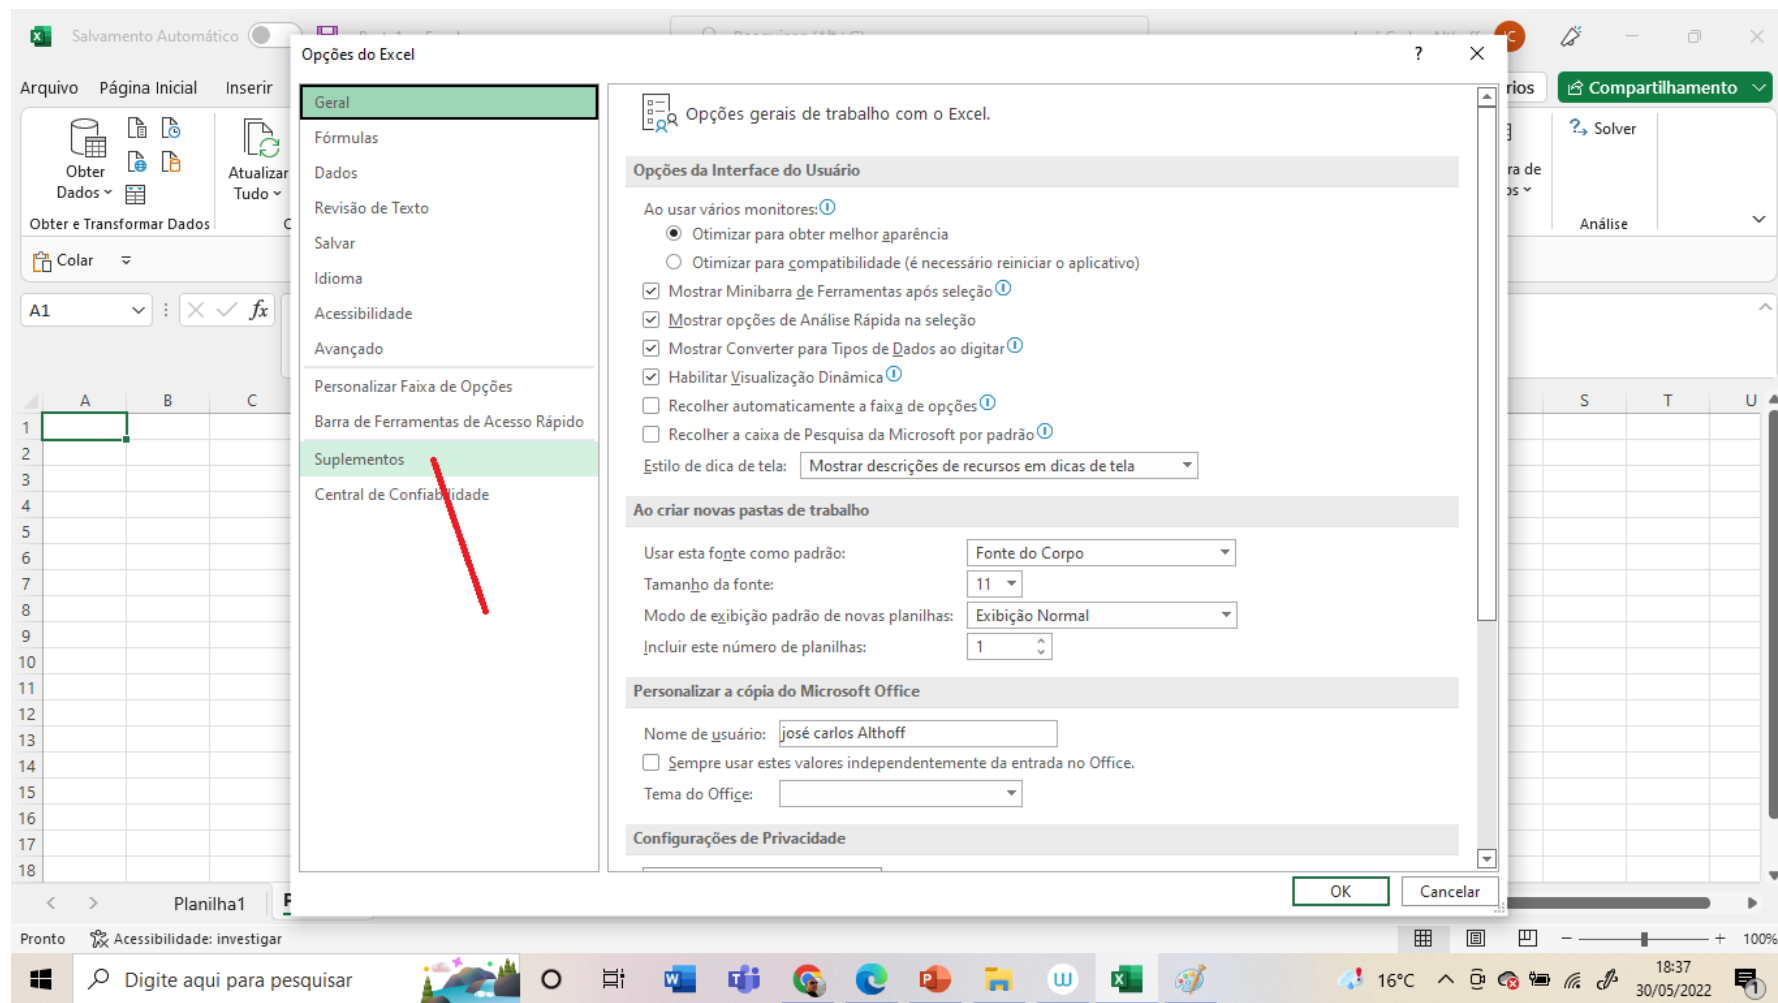 Salvamento Automático
Opções do Excel
?
Arquivo
Página Inicial
Inserir
rios
Compartilhamento
Obter
Dados
Atualizar
Tudo
Obter e Transformar Dados
ra de
Solver
Análise
Colar
A1
fx
Geral
Fórmulas
Dados
Revisão de Texto
Salvar
Idioma
Acessibilidade
Avançado
Personalizar Faixa de Opções
Barra de Ferramentas de Acesso Rápido
Suplementos
Central de Confiabilidade
Opções gerais de trabalho com o Excel.
Opções da Interface do Usuário
Ao usar vários monitores:
Otimizar para obter melhor aparência
Otimizar para compatibilidade (é necessário reiniciar o aplicativo)
Mostrar Minibarra de Ferramentas após seleção
Mostrar opções de Análise Rápida na seleção
Mostrar Converter para Tipos de Dados ao digitar
Habilitar Visualização Dinâmica
Recolher automaticamente a faixa de opções
Recolher a caixa de Pesquisa da Microsoft por padrão
Estilo de dica de tela: Mostrar descrições de recursos em dicas de tela
Ao criar novas pastas de trabalho
Usar esta fonte como padrão: Fonte do Corpo
Tamanho da fonte: 11
Modo de exibição padrão de novas planilhas: Exibição Normal
Incluir este número de planilhas: 1
Personalizar a cópia do Microsoft Office
Nome de usuário: josé carlos Althoff
Sempre usar estes valores independentemente da entrada no Office.
Tema do Office:
Configurações de Privacidade
OK
Cancelar
A B C S T U
1
2
3
4
5
6
7
8
9
10
11
12
13
14
15
16
17
18
Planilha1
Pronto
Acessibilidade: investigar
100%
Digite aqui para pesquisar
16°C
18:37
30/05/2022
1